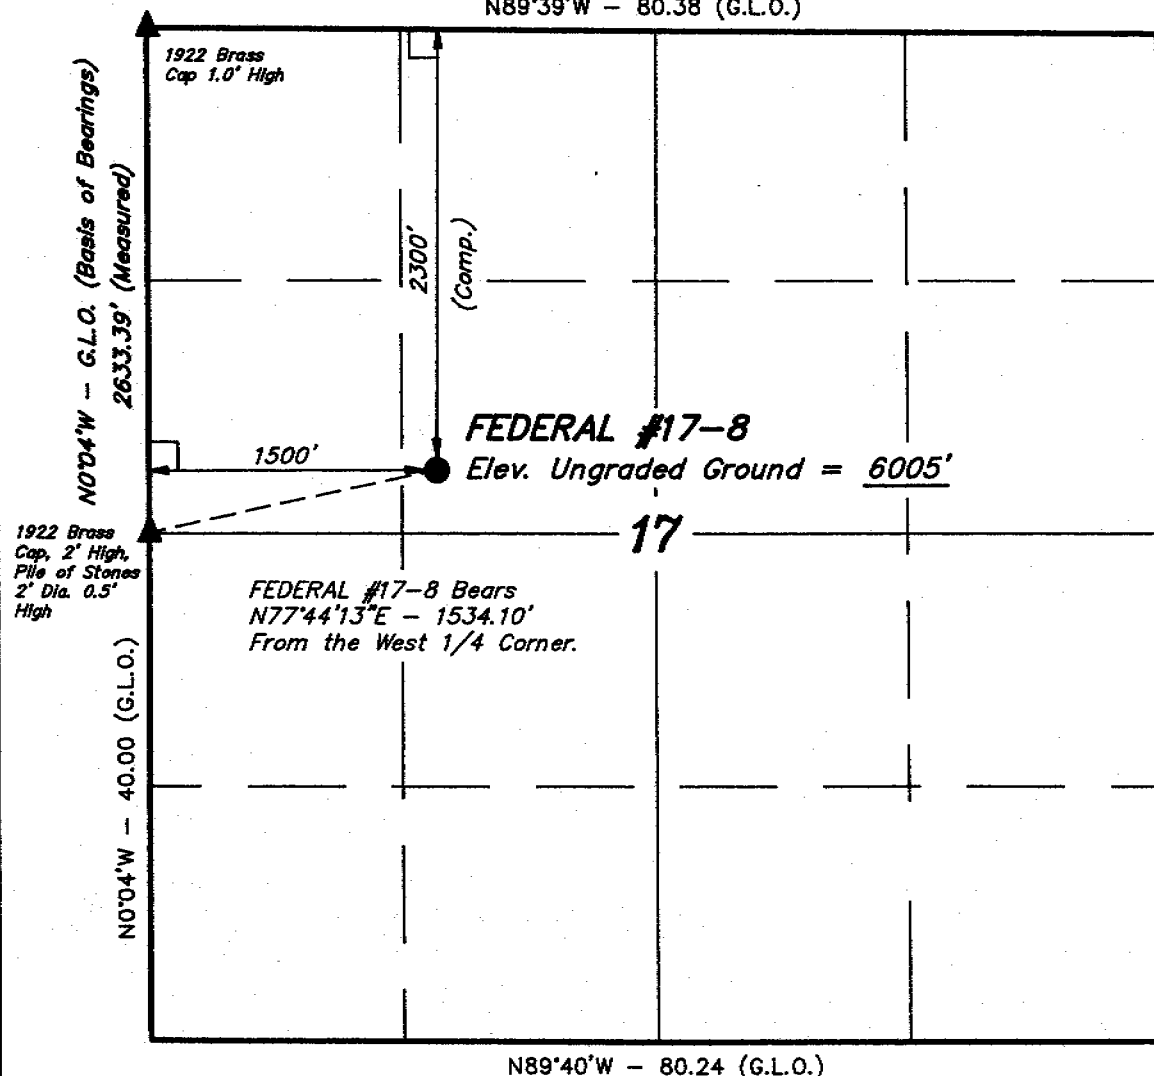 N89°39'W – 80.38 (G.L.O.)
1922 Brass
Cap 1.0' High
N0°04'W – G.L.O. (Basis of Bearings)
2633.39' (Measured)
2300'
(Comp.)
1500'
FEDERAL #17-8
Elev. Ungraded Ground = 6005'
17
1922 Brass
Cap, 2' High,
Pile of Stones
2' Dia. 0.5'
High
FEDERAL #17-8 Bears
N77°44'13"E – 1534.10'
From the West 1/4 Corner.
N0°04'W – 40.00 (G.L.O.)
N89°40'W – 80.24 (G.L.O.)